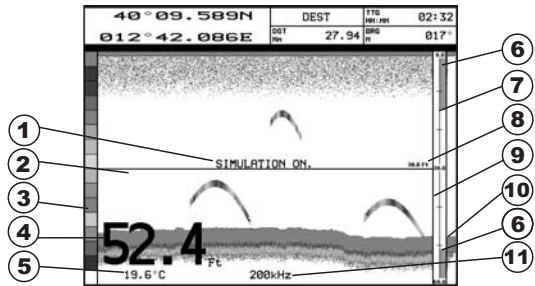 40°09.589N DEST TTG HH:MM 02:32
012°42.086E DST Nm 27.94 BRG M 017°
6
7
1 8
SIMULATION ON.
2 9
3 10
4 6
52.4 Ft
5 11
19.6°C 200kHz